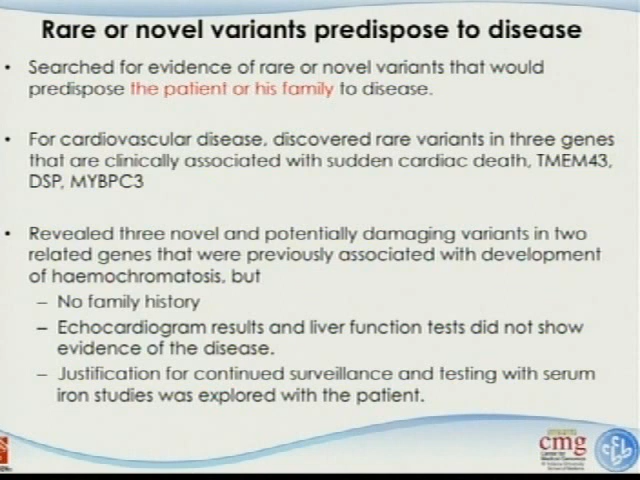 Rare or novel variants predispose to disease
• Searched for evidence of rare or novel variants that would
predispose the patient or his family to disease.
• For cardiovascular disease, discovered rare variants in three genes
that are clinically associated with sudden cardiac death, TMEM43,
DSP, MYBPC3
• Revealed three novel and potentially damaging variants in two
related genes that were previously associated with development
of haemochromatosis, but
– No family history
– Echocardiogram results and liver function tests did not show
evidence of the disease.
– Justification for continued surveillance and testing with serum
iron studies was explored with the patient.
cmg